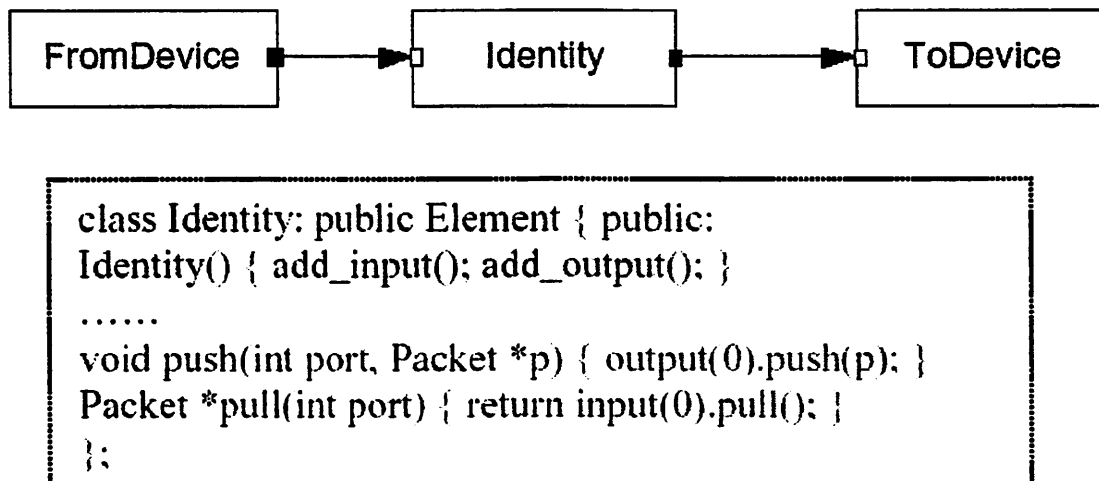 FromDevice
Identity
ToDevice
class Identity: public Element { public:
Identity() { add_input(); add_output(); }
......
void push(int port, Packet *p) { output(0).push(p); }
Packet *pull(int port) { return input(0).pull(); }
};